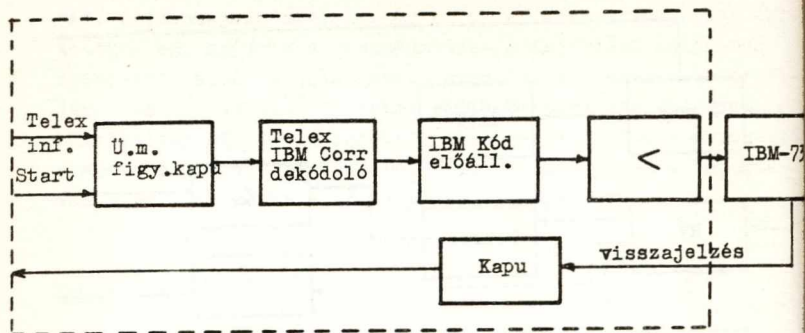 Telex
inf.
Start
Ü.m.
figy.kapu
Telex
IBM Corr
dekódoló
IBM Kód
előáll.
<
visszajelzés
Kapu